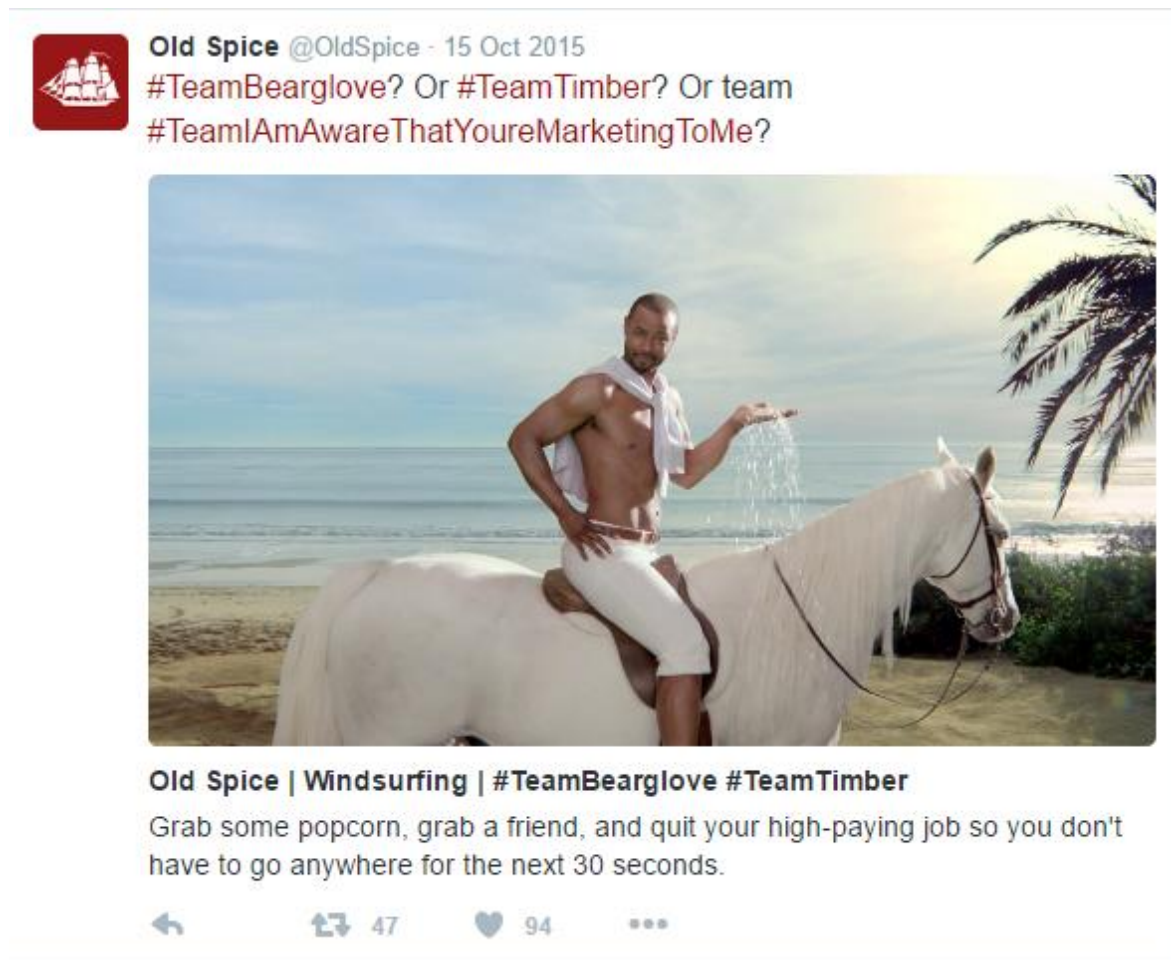 Old Spice @OldSpice · 15 Oct 2015
#TeamBearglove? Or #TeamTimber? Or team
#TeamIAmAwareThatYoureMarketingToMe?
Old Spice | Windsurfing | #TeamBearglove #TeamTimber
Grab some popcorn, grab a friend, and quit your high-paying job so you don't
have to go anywhere for the next 30 seconds.
47 94